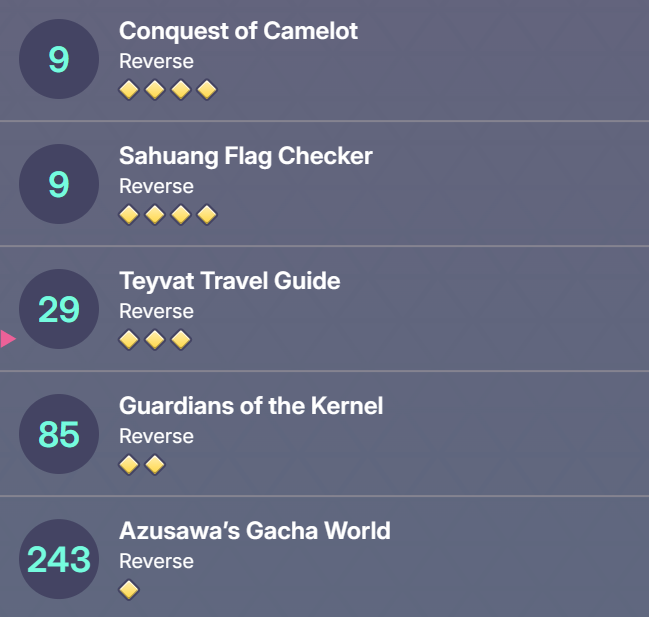 9
Conquest of Camelot
Reverse
9
Sahuang Flag Checker
Reverse
29
Teyvat Travel Guide
Reverse
85
Guardians of the Kernel
Reverse
243
Azusawa’s Gacha World
Reverse